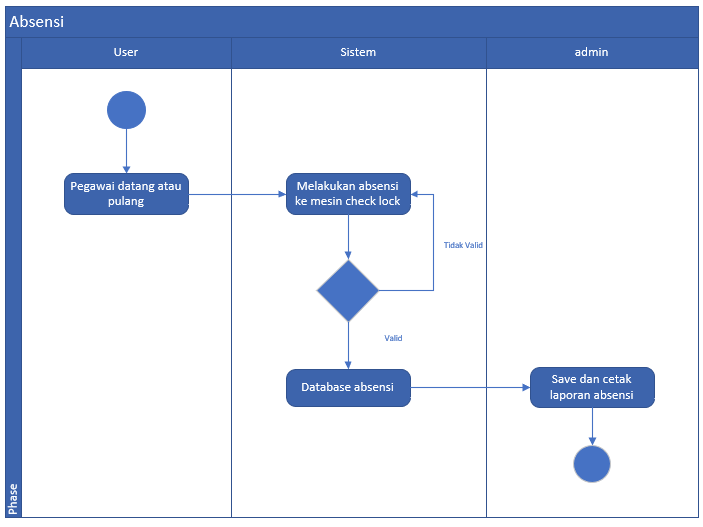 Absensi
User
Sistem
admin
Pegawai datang atau
pulang
Melakukan absensi
ke mesin check lock
Tidak Valid
Valid
Database absensi
Save dan cetak
laporan absensi
Phase